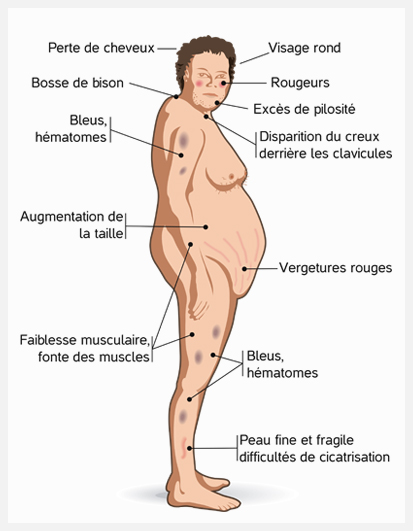 Perte de cheveux
Visage rond
Bosse de bison
Rougeurs
Excès de pilosité
Bleus,
hématomes
Disparition du creux
derrière les clavicules
Augmentation de
la taille
Vergetures rouges
Faiblesse musculaire,
fonte des muscles
Bleus,
hématomes
Peau fine et fragile
difficultés de cicatrisation